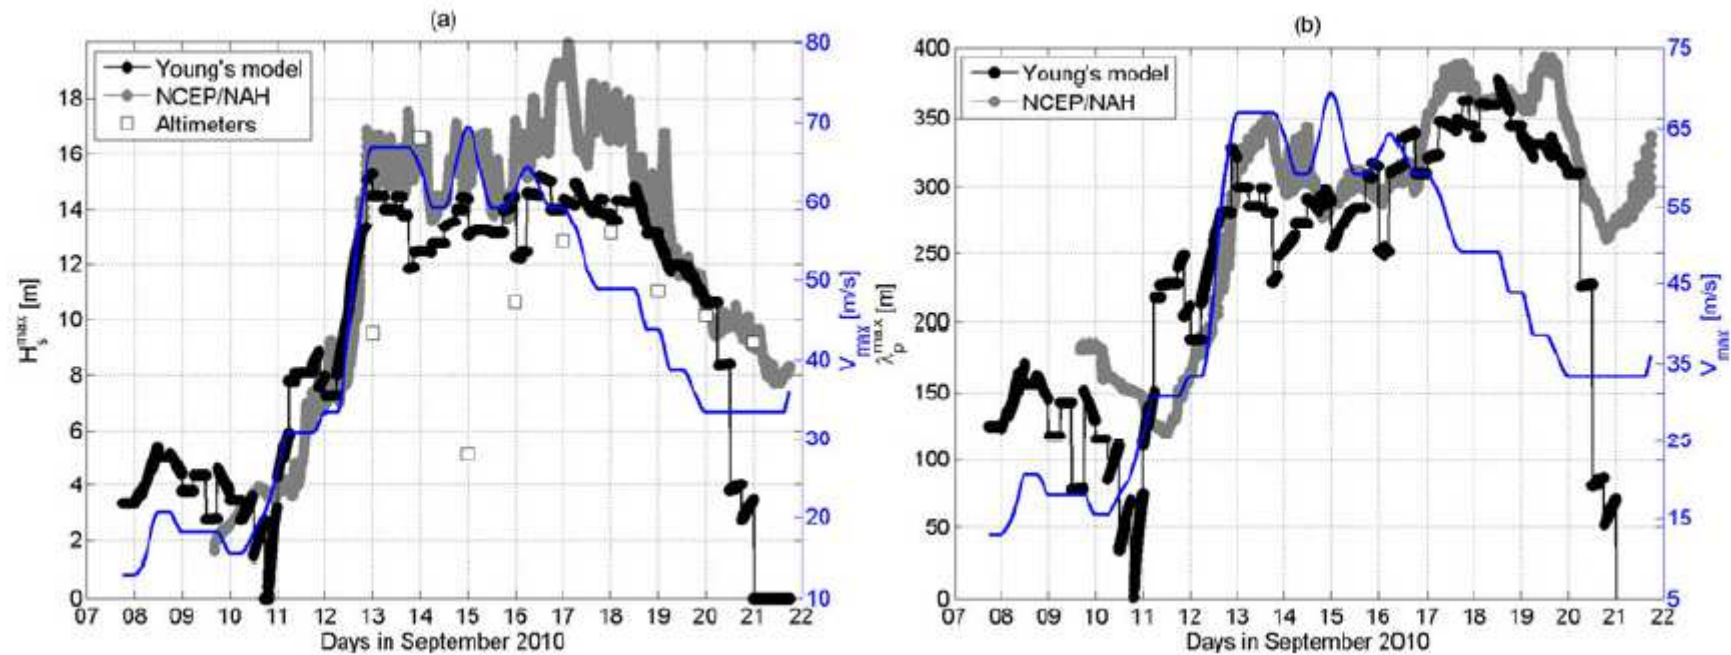 (a)
Young's model
NCEP/NAH
Altimeters
18
16
14
12
10
8
6
4
2
0
H_s^max [m]
80
70
60
50
40
30
20
10
V_max [m/s]
07 08 09 10 11 12 13 14 15 16 17 18 19 20 21 22
Days in September 2010
(b)
Young's model
NCEP/NAH
400
350
300
250
200
150
100
50
0
λ_p^max [m]
75
65
55
45
35
25
15
5
V_max [m/s]
07 08 09 10 11 12 13 14 15 16 17 18 19 20 21 22
Days in September 2010